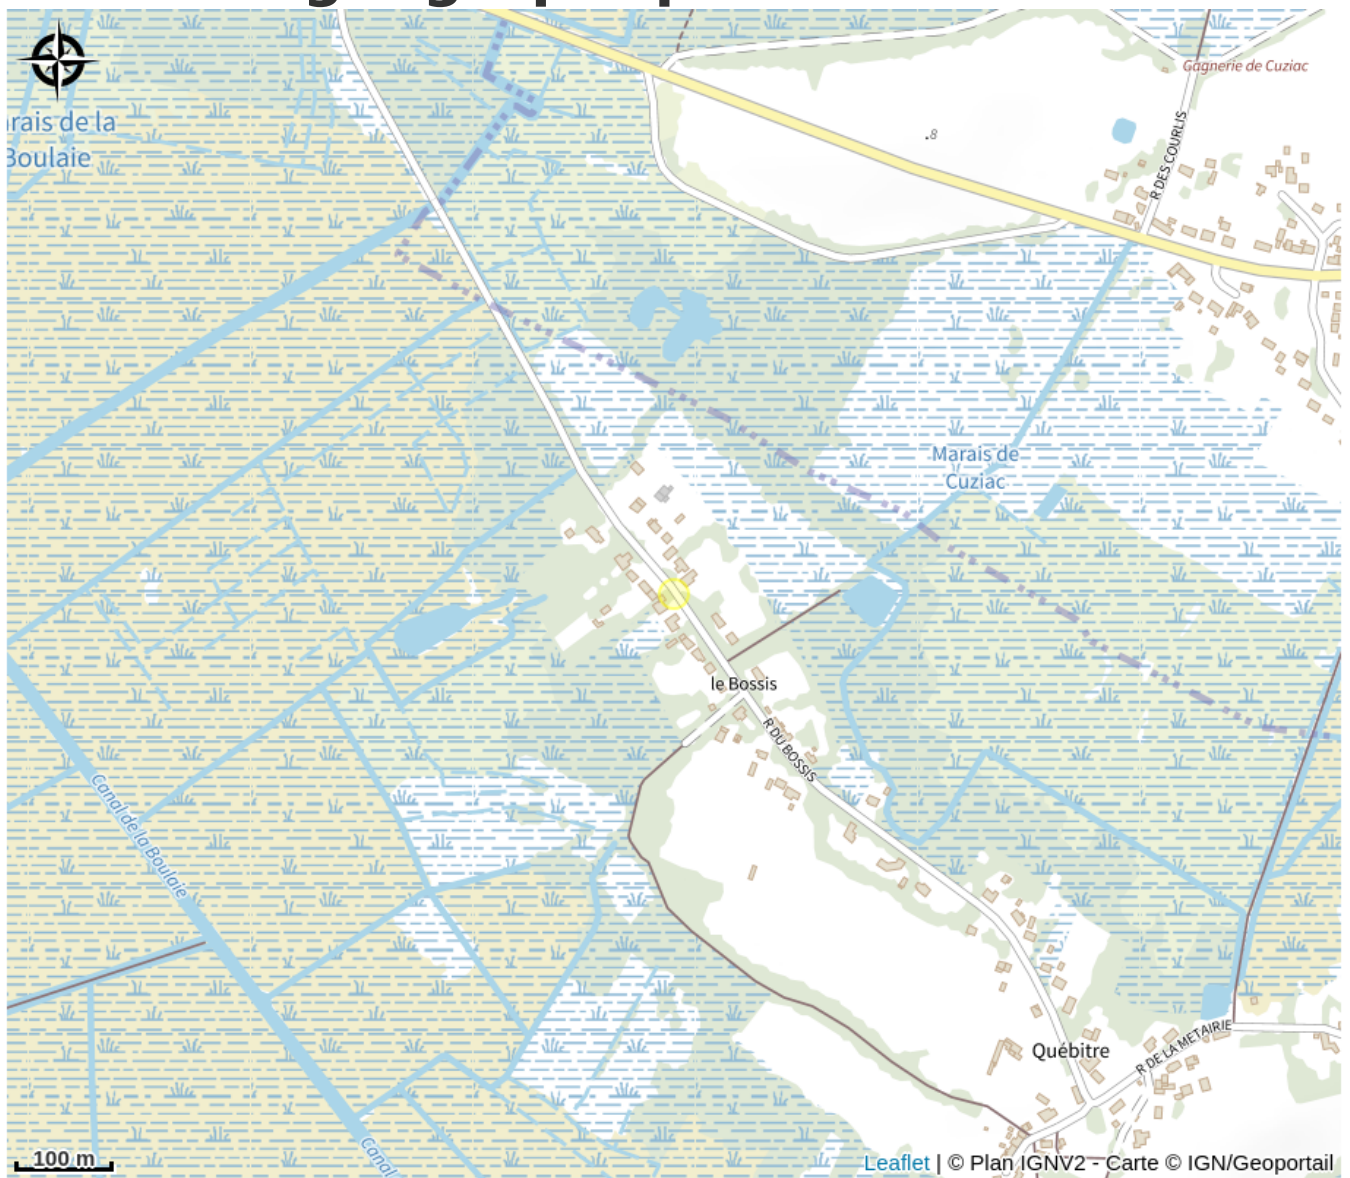 Gagnerie de Cuziac
rais de la
Boulaie
8
R DES COURLIS
Marais de
Cuziac
le Bossis
R DU BOSSIS
Canal de la Boulaie
Québitre
R DE LA METAIRIE
Canal
100 m
Leaflet | © Plan IGNV2 - Carte © IGN/Geoportail